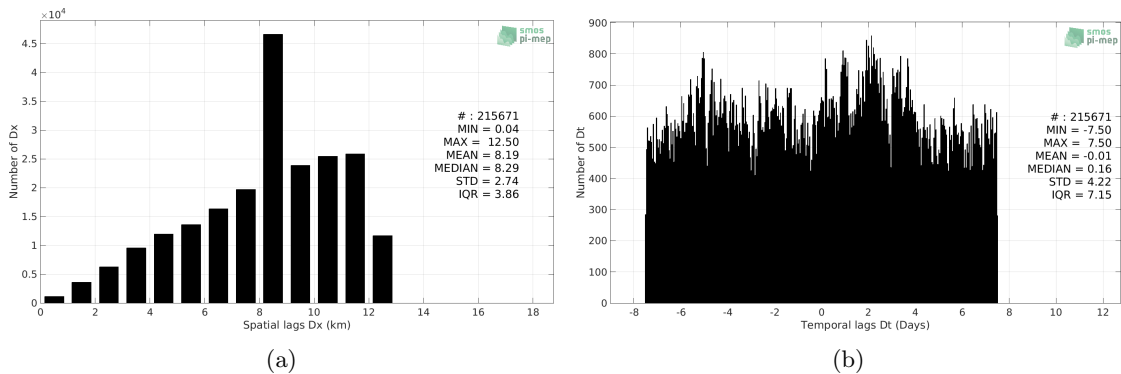 ×10⁴
4.5
4
3.5
3
2.5
2
1.5
1
0.5
0
Number of Dx
smos
pi-mep
# : 215671
MIN = 0.04
MAX = 12.50
MEAN = 8.19
MEDIAN = 8.29
STD = 2.74
IQR = 3.86
0 2 4 6 8 10 12 14 16 18
Spatial lags Dx (km)
(a)
900
800
700
600
500
400
300
200
100
0
Number of Dt
smos
pi-mep
# : 215671
MIN = -7.50
MAX = 7.50
MEAN = -0.01
MEDIAN = 0.16
STD = 4.22
IQR = 7.15
-8 -6 -4 -2 0 2 4 6 8 10 12
Temporal lags Dt (Days)
(b)